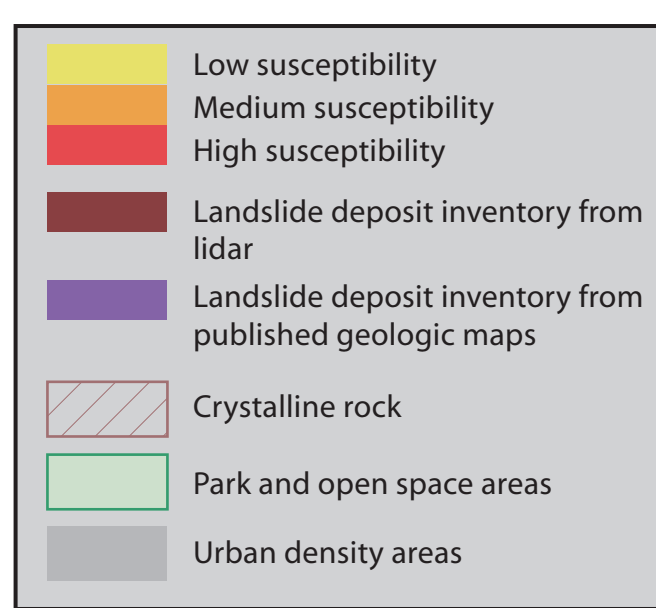 Low susceptibility
Medium susceptibility
High susceptibility
Landslide deposit inventory from
lidar
Landslide deposit inventory from
published geologic maps
Crystalline rock
Park and open space areas
Urban density areas